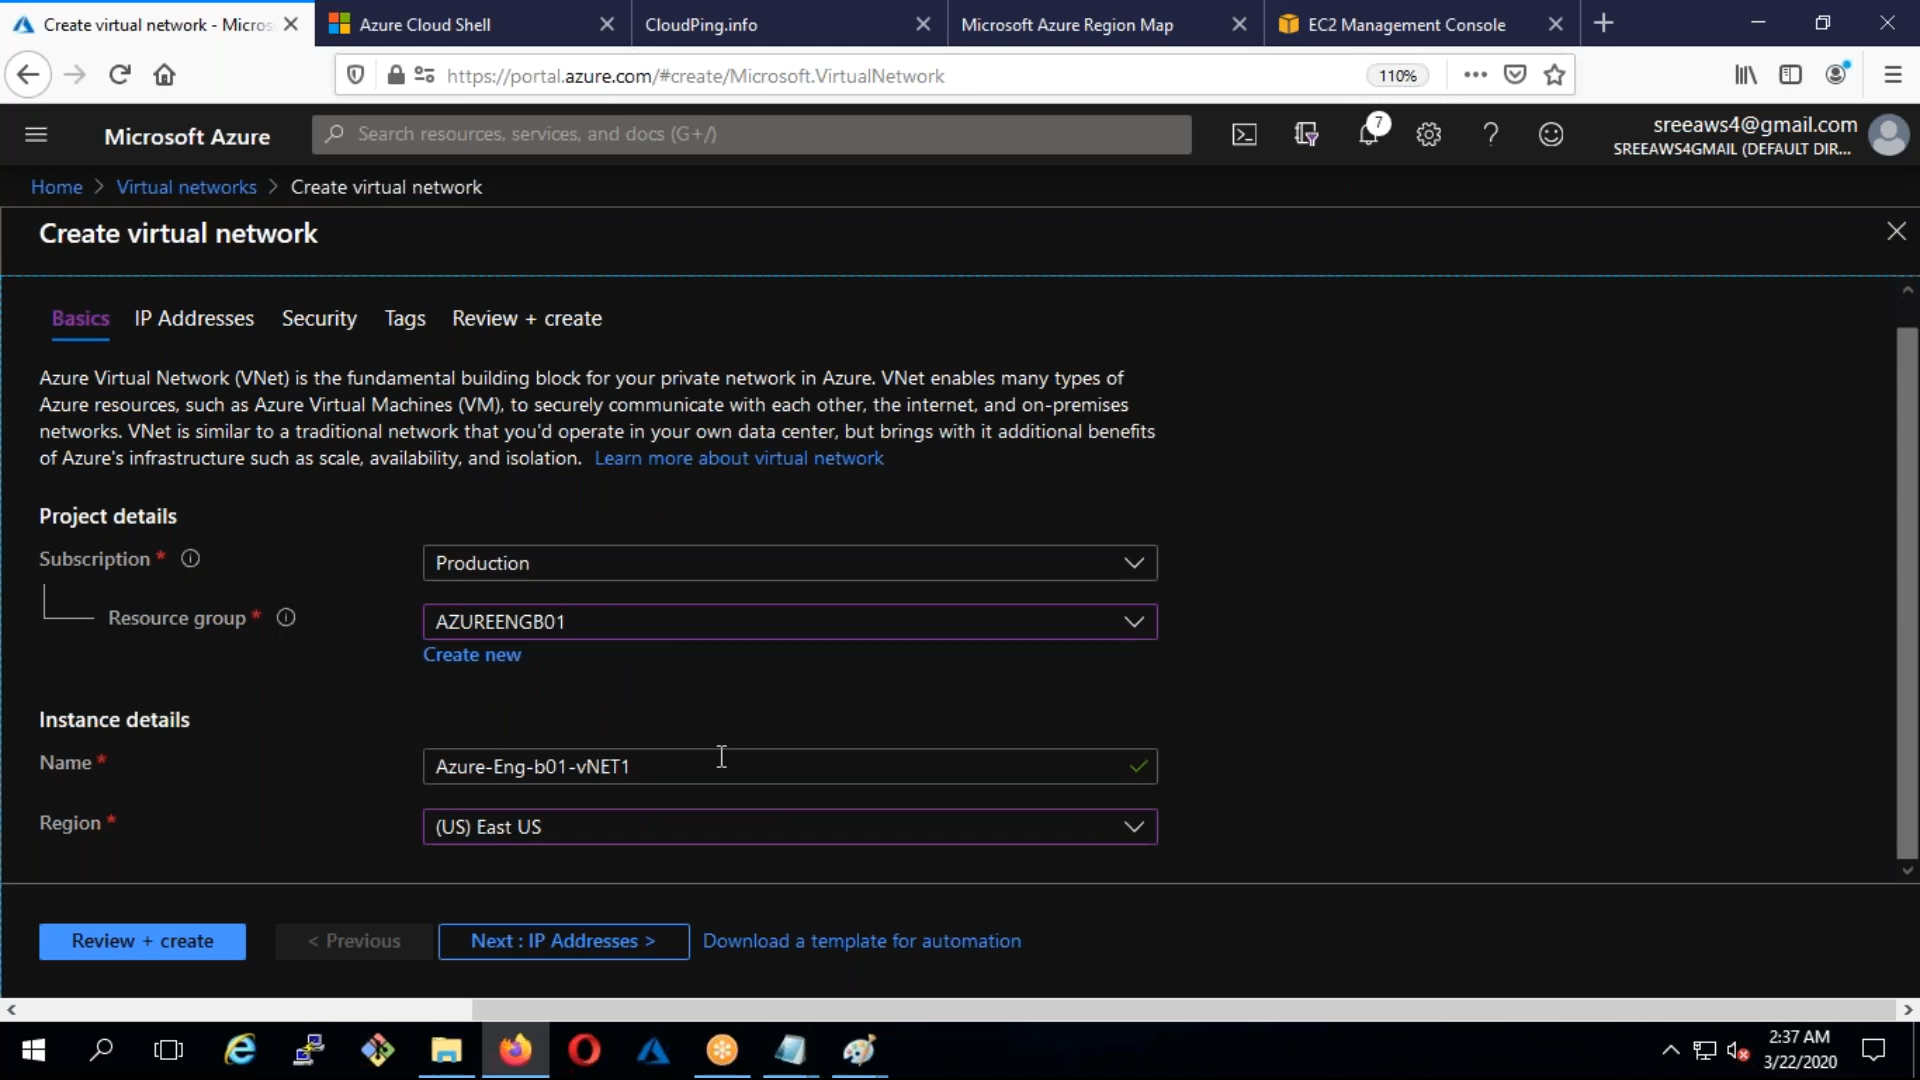 Create virtual network - Micros
Azure Cloud Shell
CloudPing.info
Microsoft Azure Region Map
EC2 Management Console
https://portal.azure.com/#create/Microsoft.VirtualNetwork
110%
Microsoft Azure
Search resources, services, and docs (G+/)
7
sreeaws4@gmail.com
SREEAWS4GMAIL (DEFAULT DIR...
Home > Virtual networks > Create virtual network
Create virtual network
Basics IP Addresses Security Tags Review + create
Azure Virtual Network (VNet) is the fundamental building block for your private network in Azure. VNet enables many types of
Azure resources, such as Azure Virtual Machines (VM), to securely communicate with each other, the internet, and on-premises
networks. VNet is similar to a traditional network that you'd operate in your own data center, but brings with it additional benefits
of Azure's infrastructure such as scale, availability, and isolation. Learn more about virtual network
Project details
Subscription *
Production
Resource group *
AZUREENGB01
Create new
Instance details
Name *
Azure-Eng-b01-vNET1
Region *
(US) East US
Review + create
< Previous
Next : IP Addresses >
Download a template for automation
2:37 AM
3/22/2020